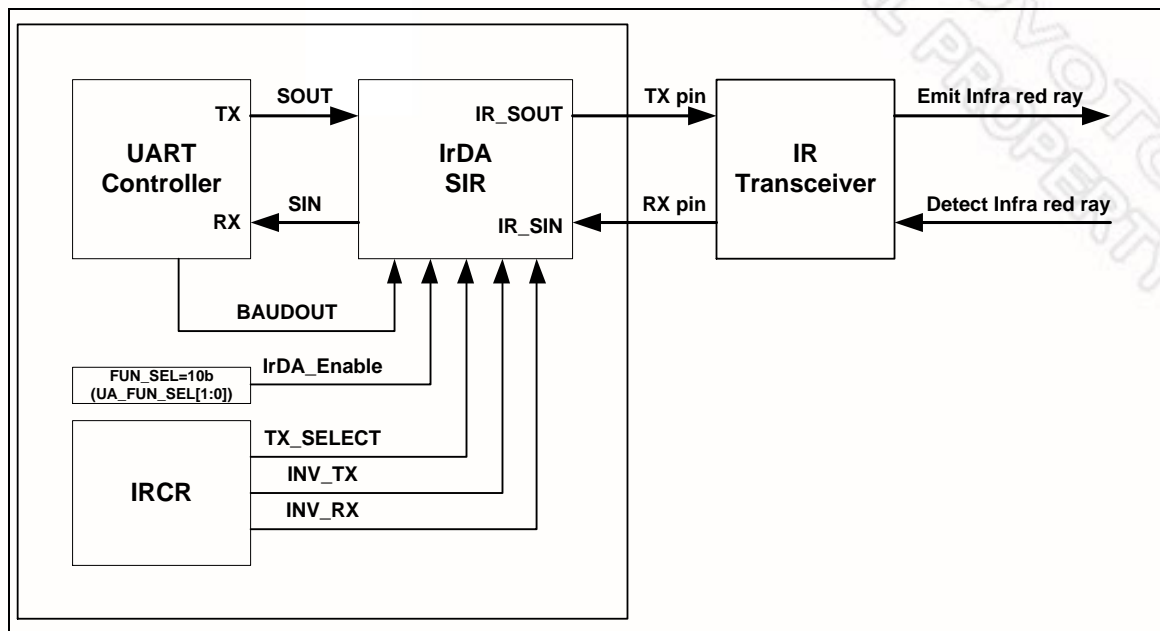 SOUT
TX pin
Emit Infra red ray
TX
IR_SOUT
UART
Controller
IrDA
SIR
IR
Transceiver
SIN
RX pin
Detect Infra red ray
RX
IR_SIN
BAUDOUT
FUN_SEL=10b
(UA_FUN_SEL[1:0])
IrDA_Enable
TX_SELECT
IRCR
INV_TX
INV_RX
PROPERTY